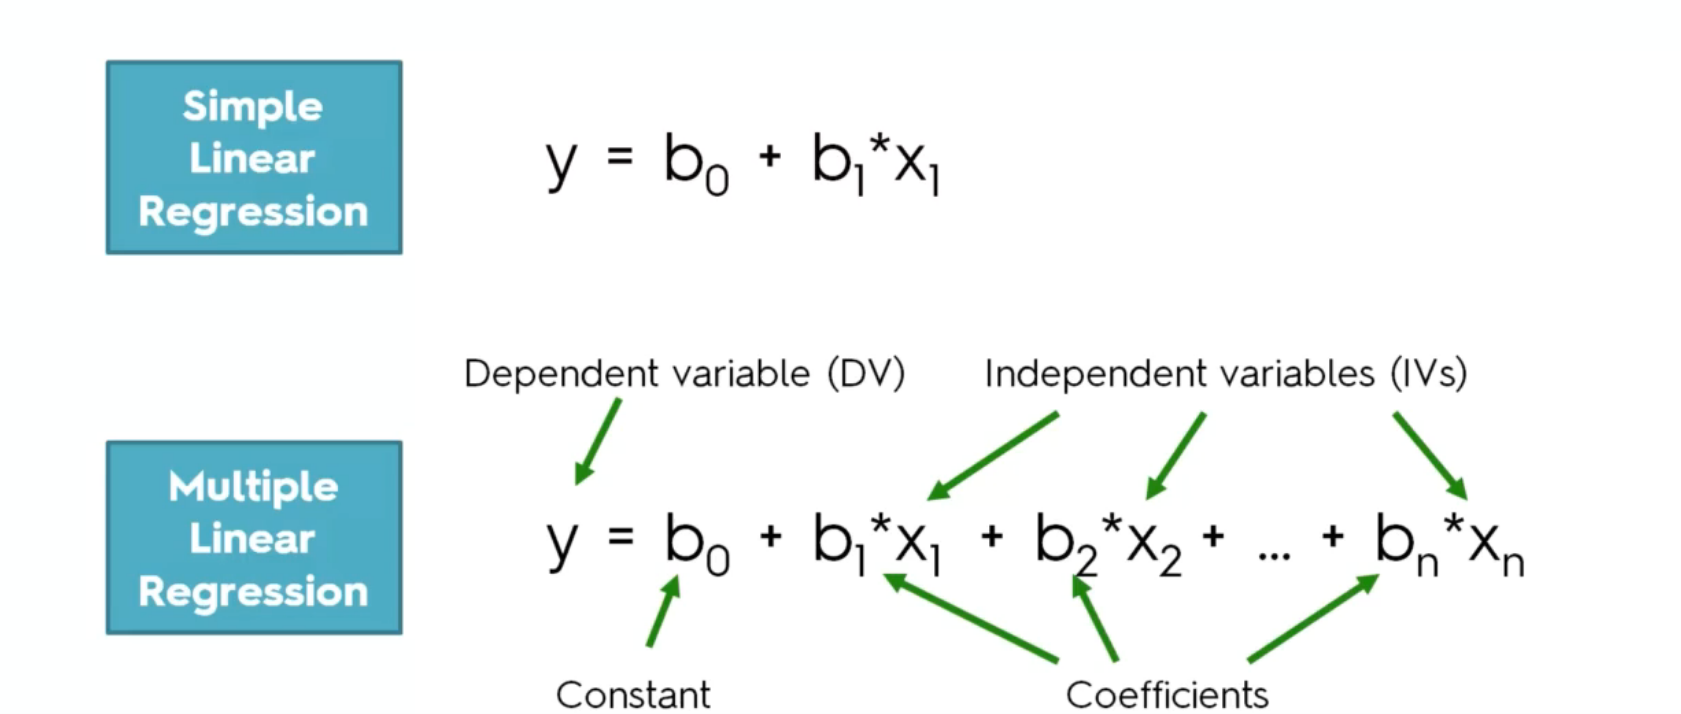 Simple
Linear
Regression
y = b₀ + b₁*x₁
Dependent variable (DV)
Independent variables (IVs)
Multiple
Linear
Regression
y = b₀ + b₁*x₁ + b₂*x₂ + ... + bₙ*xₙ
Constant
Coefficients